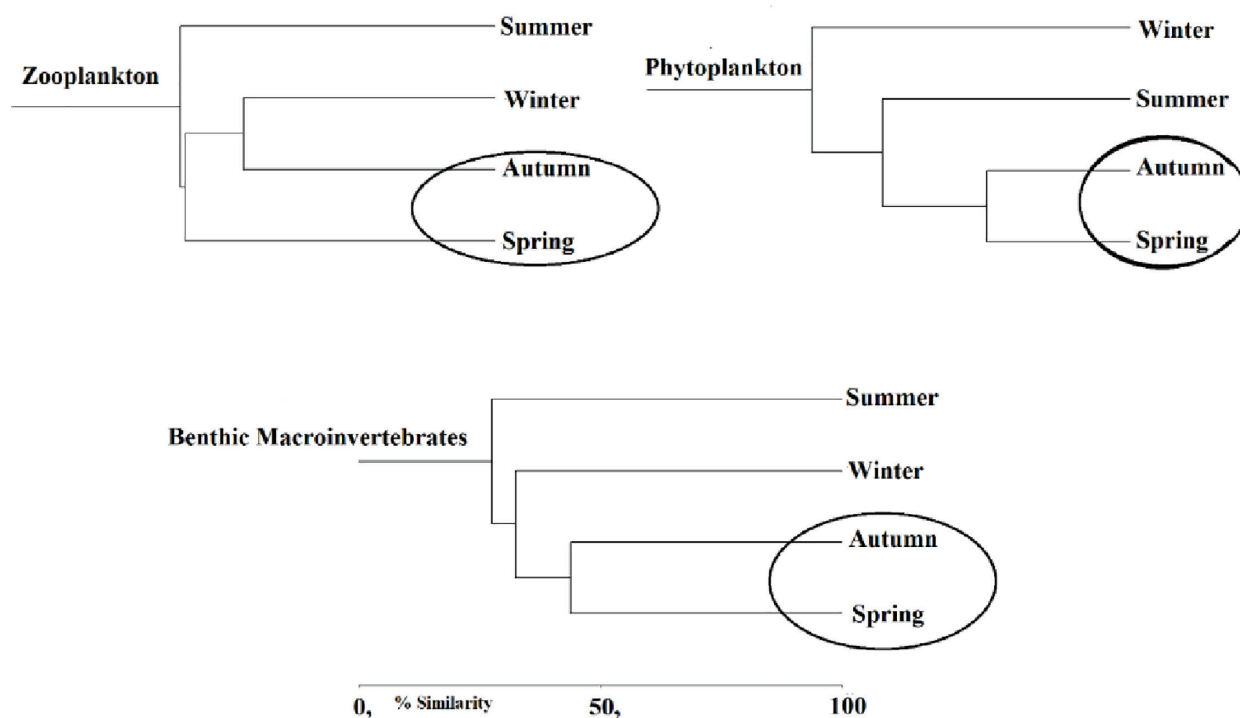 Summer
Zooplankton
Winter
Autumn
Spring
Winter
Phytoplankton
Summer
Autumn
Spring
Summer
Benthic Macroinvertebrates
Winter
Autumn
Spring
0, % Similarity 50, 100